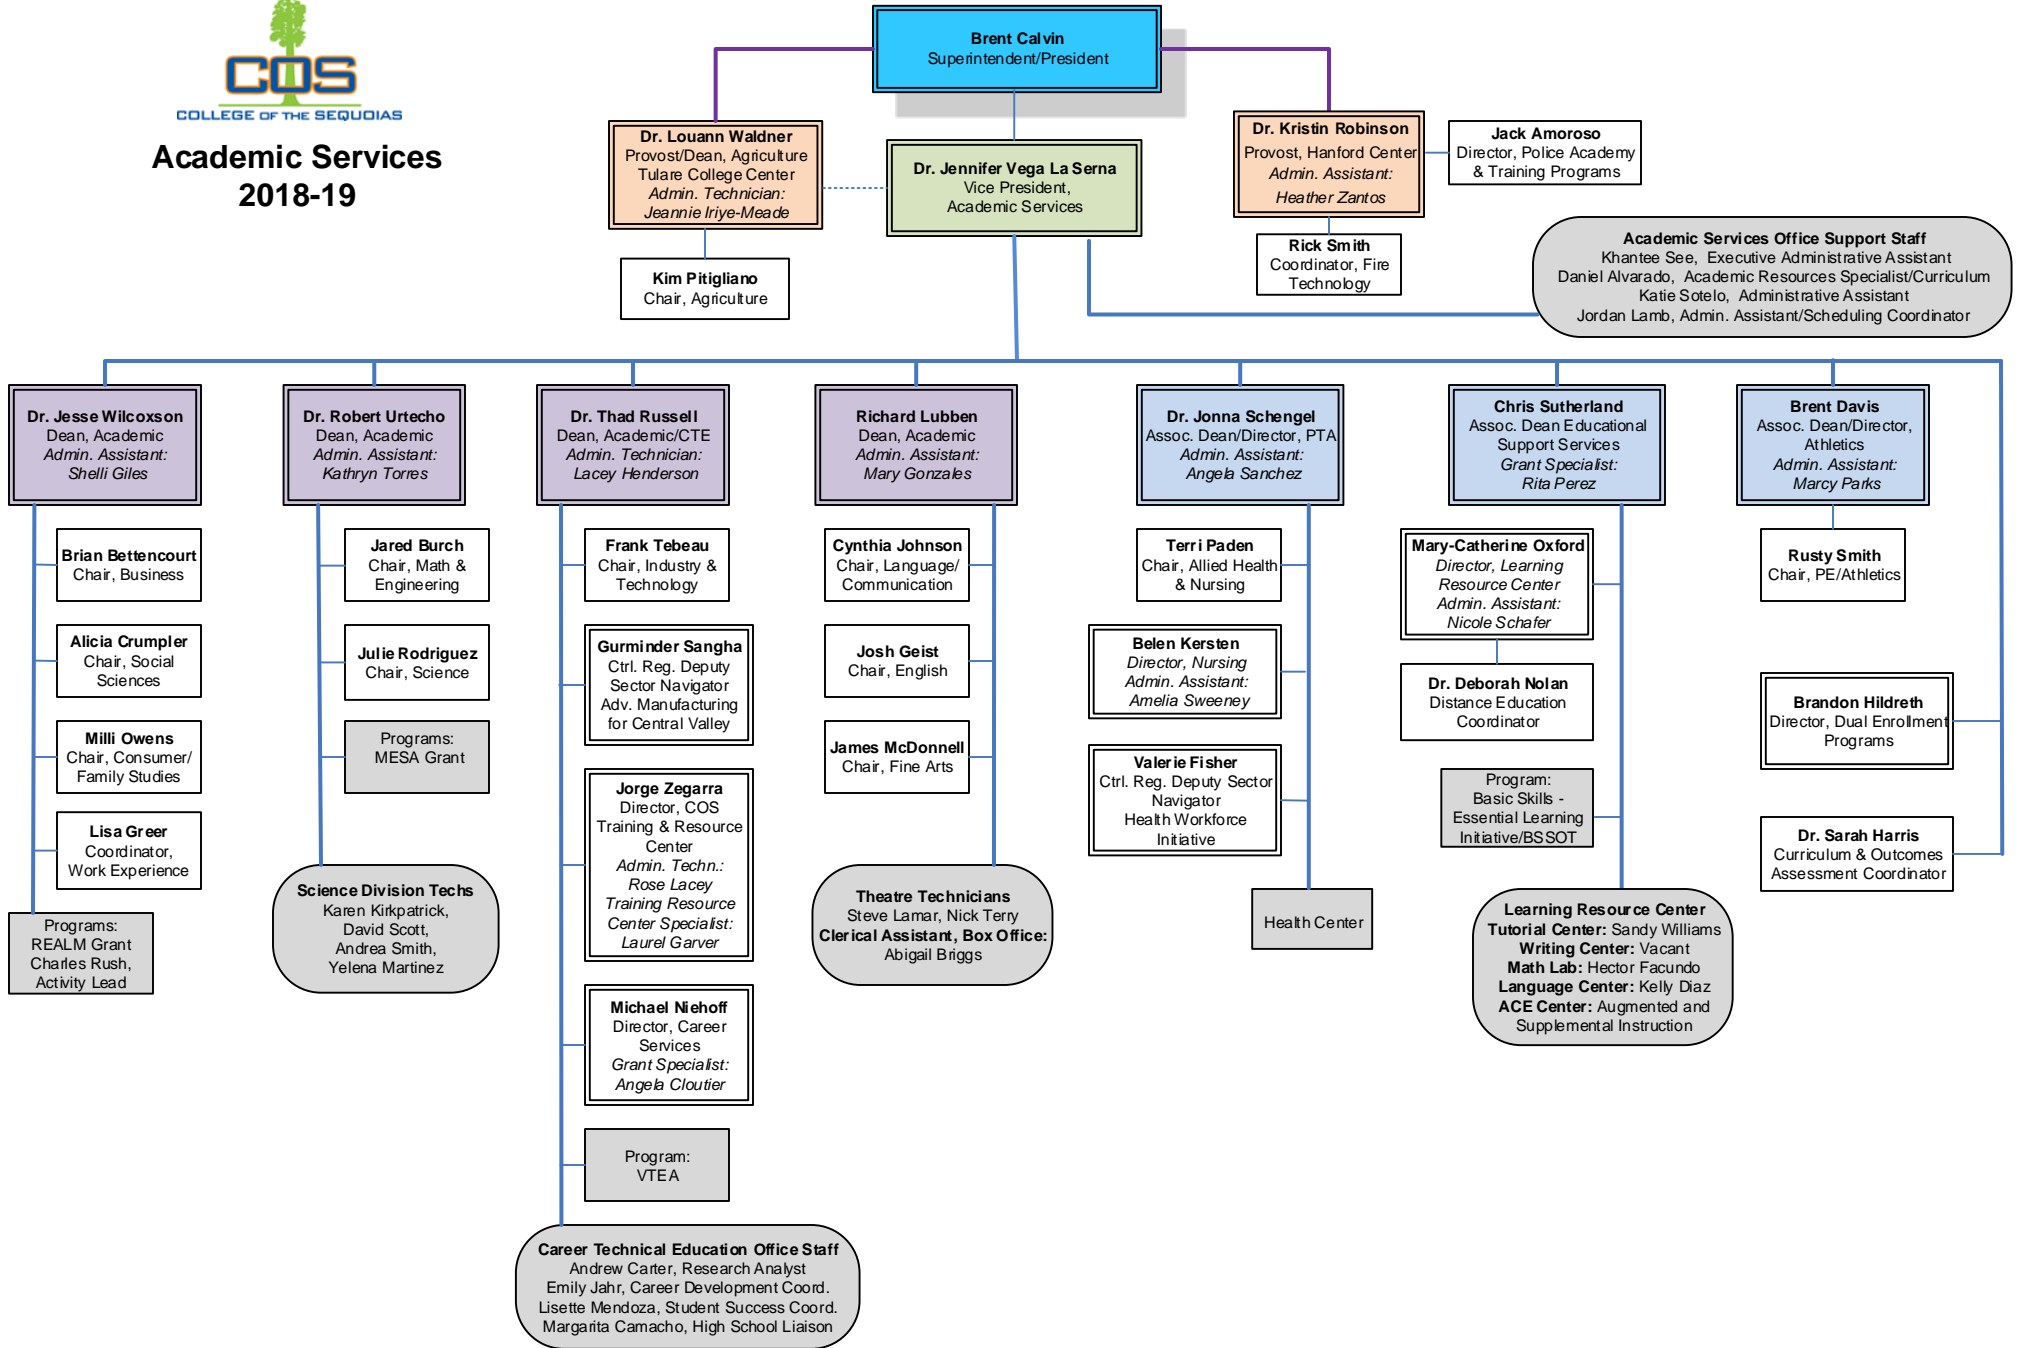 COS
COLLEGE OF THE SEQUOIAS
Academic Services
2018-19
Brent Calvin
Superintendent/President
Dr. Louann Waldner
Provost/Dean, Agriculture
Tulare College Center
Admin. Technician:
Jeannie Iriye-Meade
Dr. Jennifer Vega La Serna
Vice President,
Academic Services
Dr. Kristin Robinson
Provost, Hanford Center
Admin. Assistant:
Heather Zantos
Jack Amoroso
Director, Police Academy
& Training Programs
Kim Pitigliano
Chair, Agriculture
Rick Smith
Coordinator, Fire
Technology
Academic Services Office Support Staff
Khantee See, Executive Administrative Assistant
Daniel Alvarado, Academic Resources Specialist/Curriculum
Katie Sotelo, Administrative Assistant
Jordan Lamb, Admin. Assistant/Scheduling Coordinator
Dr. Jesse Wilcoxson
Dean, Academic
Admin. Assistant:
Shelli Giles
Brian Bettencourt
Chair, Business
Alicia Crumpler
Chair, Social
Sciences
Milli Owens
Chair, Consumer/
Family Studies
Lisa Greer
Coordinator,
Work Experience
Programs:
REALM Grant
Charles Rush,
Activity Lead
Dr. Robert Urtecho
Dean, Academic
Admin. Assistant:
Kathryn Torres
Jared Burch
Chair, Math &
Engineering
Julie Rodriguez
Chair, Science
Programs:
MESA Grant
Science Division Techs
Karen Kirkpatrick,
David Scott,
Andrea Smith,
Yelena Martinez
Dr. Thad Russell
Dean, Academic/CTE
Admin. Technician:
Lacey Henderson
Frank Tebeau
Chair, Industry &
Technology
Gurminder Sangha
Ctrl. Reg. Deputy
Sector Navigator
Adv. Manufacturing
for Central Valley
Jorge Zegarra
Director, COS
Training & Resource
Center
Admin. Techn.:
Rose Lacey
Training Resource
Center Specialist:
Laurel Garver
Michael Niehoff
Director, Career
Services
Grant Specialist:
Angela Cloutier
Program:
VTEA
Career Technical Education Office Staff
Andrew Carter, Research Analyst
Emily Jahr, Career Development Coord.
Lisette Mendoza, Student Success Coord.
Margarita Camacho, High School Liaison
Richard Lubben
Dean, Academic
Admin. Assistant:
Mary Gonzales
Cynthia Johnson
Chair, Language/
Communication
Josh Geist
Chair, English
James McDonnell
Chair, Fine Arts
Theatre Technicians
Steve Lamar, Nick Terry
Clerical Assistant, Box Office:
Abigail Briggs
Dr. Jonna Schengel
Assoc. Dean/Director, PTA
Admin. Assistant:
Angela Sanchez
Terri Paden
Chair, Allied Health
& Nursing
Belen Kersten
Director, Nursing
Admin. Assistant:
Amelia Sweeney
Valerie Fisher
Ctrl. Reg. Deputy Sector
Navigator
Health Workforce
Initiative
Health Center
Chris Sutherland
Assoc. Dean Educational
Support Services
Grant Specialist:
Rita Perez
Mary-Catherine Oxford
Director, Learning
Resource Center
Admin. Assistant:
Nicole Schafer
Dr. Deborah Nolan
Distance Education
Coordinator
Program:
Basic Skills -
Essential Learning
Initiative/BSSOT
Learning Resource Center
Tutorial Center: Sandy Williams
Writing Center: Vacant
Math Lab: Hector Facundo
Language Center: Kelly Diaz
ACE Center: Augmented and
Supplemental Instruction
Brent Davis
Assoc. Dean/Director,
Athletics
Admin. Assistant:
Marcy Parks
Rusty Smith
Chair, PE/Athletics
Brandon Hildreth
Director, Dual Enrollment
Programs
Dr. Sarah Harris
Curriculum & Outcomes
Assessment Coordinator